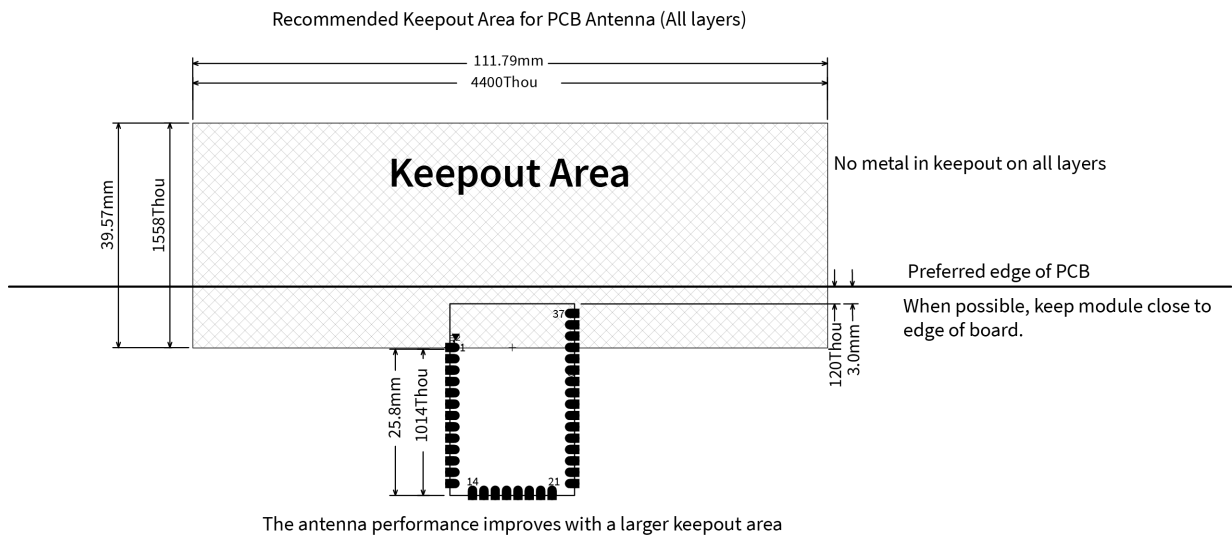 Recommended Keepout Area for PCB Antenna (All layers)
111.79mm
4400Thou
Keepout Area
No metal in keepout on all layers
39.57mm
1558Thou
Preferred edge of PCB
When possible, keep module close to
edge of board.
37
1
120Thou
3.0mm
25.8mm
1014Thou
14
21
The antenna performance improves with a larger keepout area